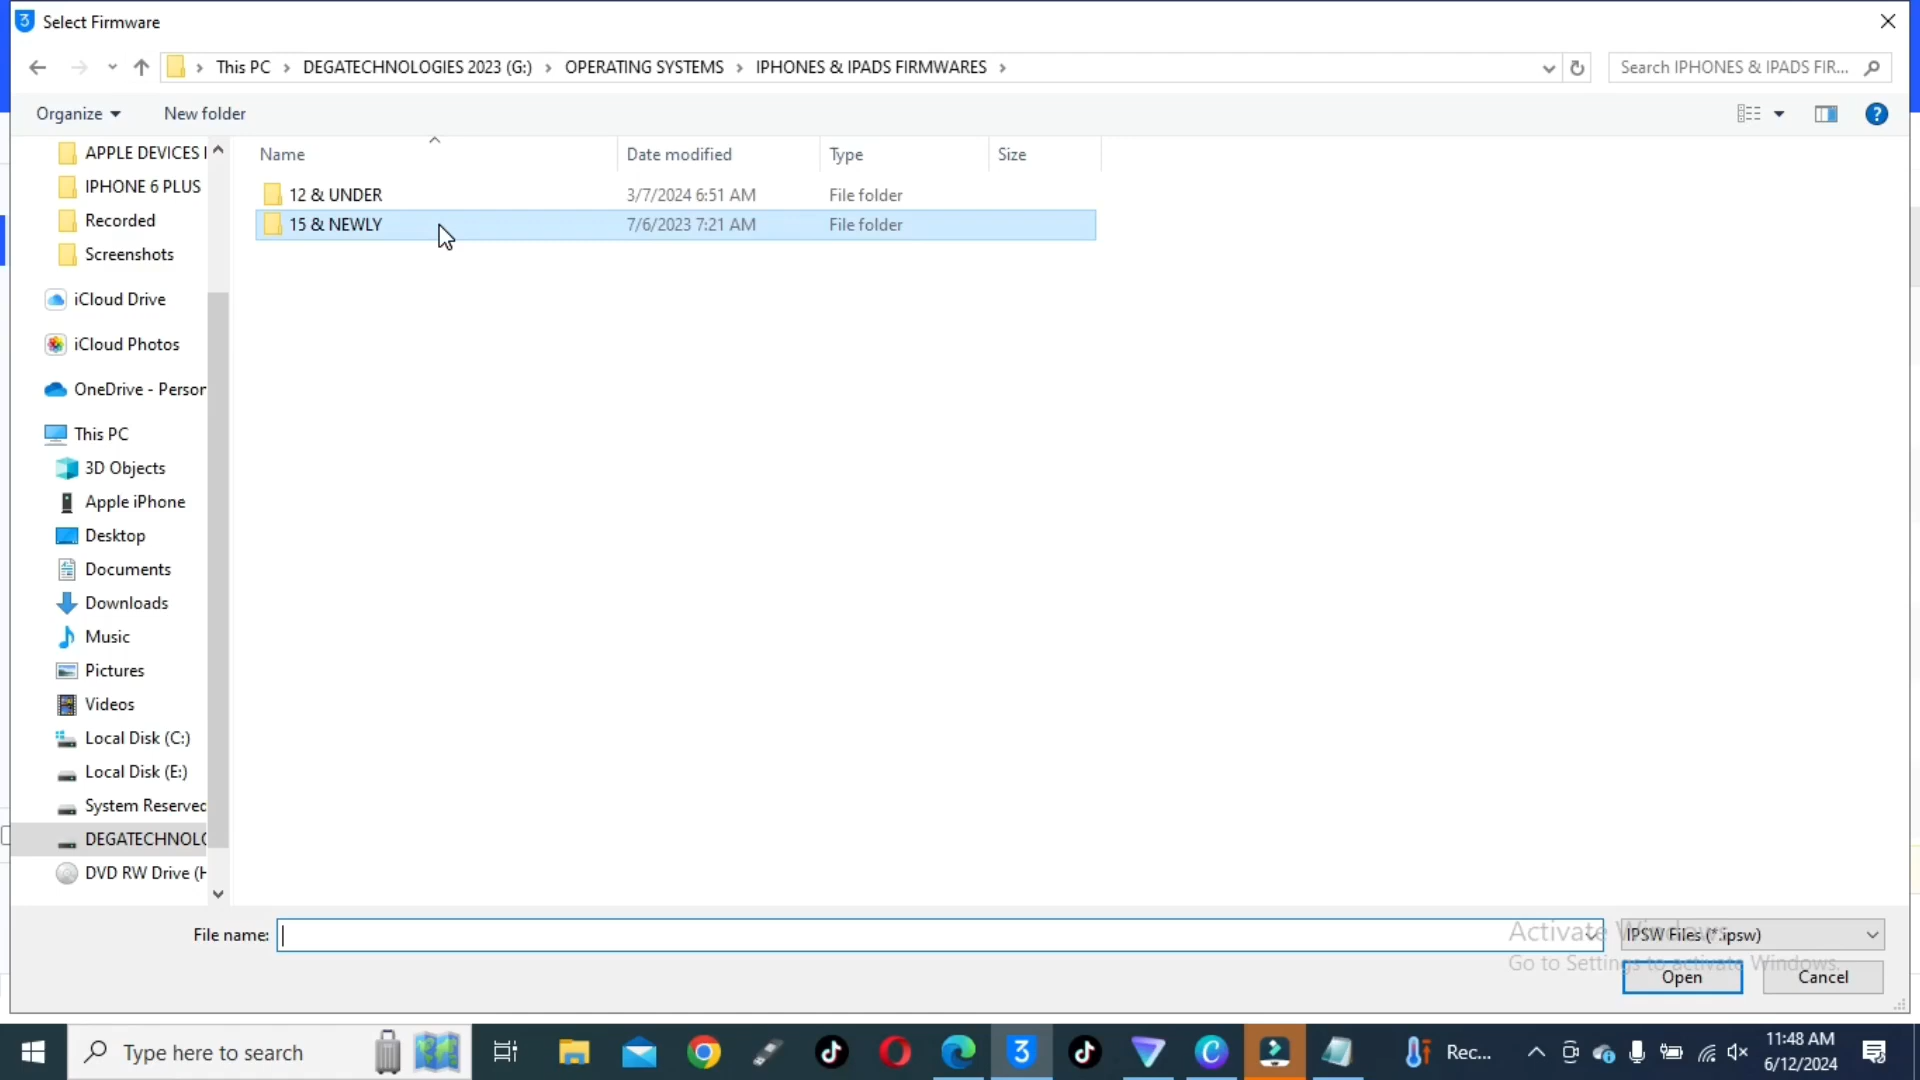 3 Select Firmware
This PC DEGATECHNOLOGIES 2023 (G:) OPERATING SYSTEMS IPHONES & IPADS FIRMWARES
Search IPHONES & IPADS FIR...
Organize New folder
Name Date modified Type Size
12 & UNDER 3/7/2024 6:51 AM File folder
15 & NEWLY 7/6/2023 7:21 AM File folder
APPLE DEVICES I
IPHONE 6 PLUS
Recorded
Screenshots
iCloud Drive
iCloud Photos
OneDrive - Person
This PC
3D Objects
Apple iPhone
Desktop
Documents
Downloads
Music
Pictures
Videos
Local Disk (C:)
Local Disk (E:)
System Reserved
DEGATECHNOLO
DVD RW Drive (H
File name:
IPSW Files (*.ipsw)
Activate Windows
Go to Settings to activate Windows.
Open Cancel
Type here to search
3
Rec...
11:48 AM
6/12/2024